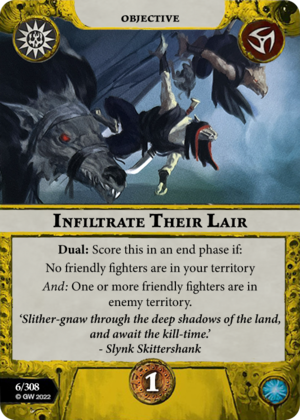 OBJECTIVE
INFILTRATE THEIR LAIR
Dual: Score this in an end phase if:
No friendly fighters are in your territory
And: One or more friendly fighters are in
enemy territory.
‘Slither-gnaw through the deep shadows of the land,
and await the kill-time.’
- Slynk Skittershank
6/308
© GW 2022
1